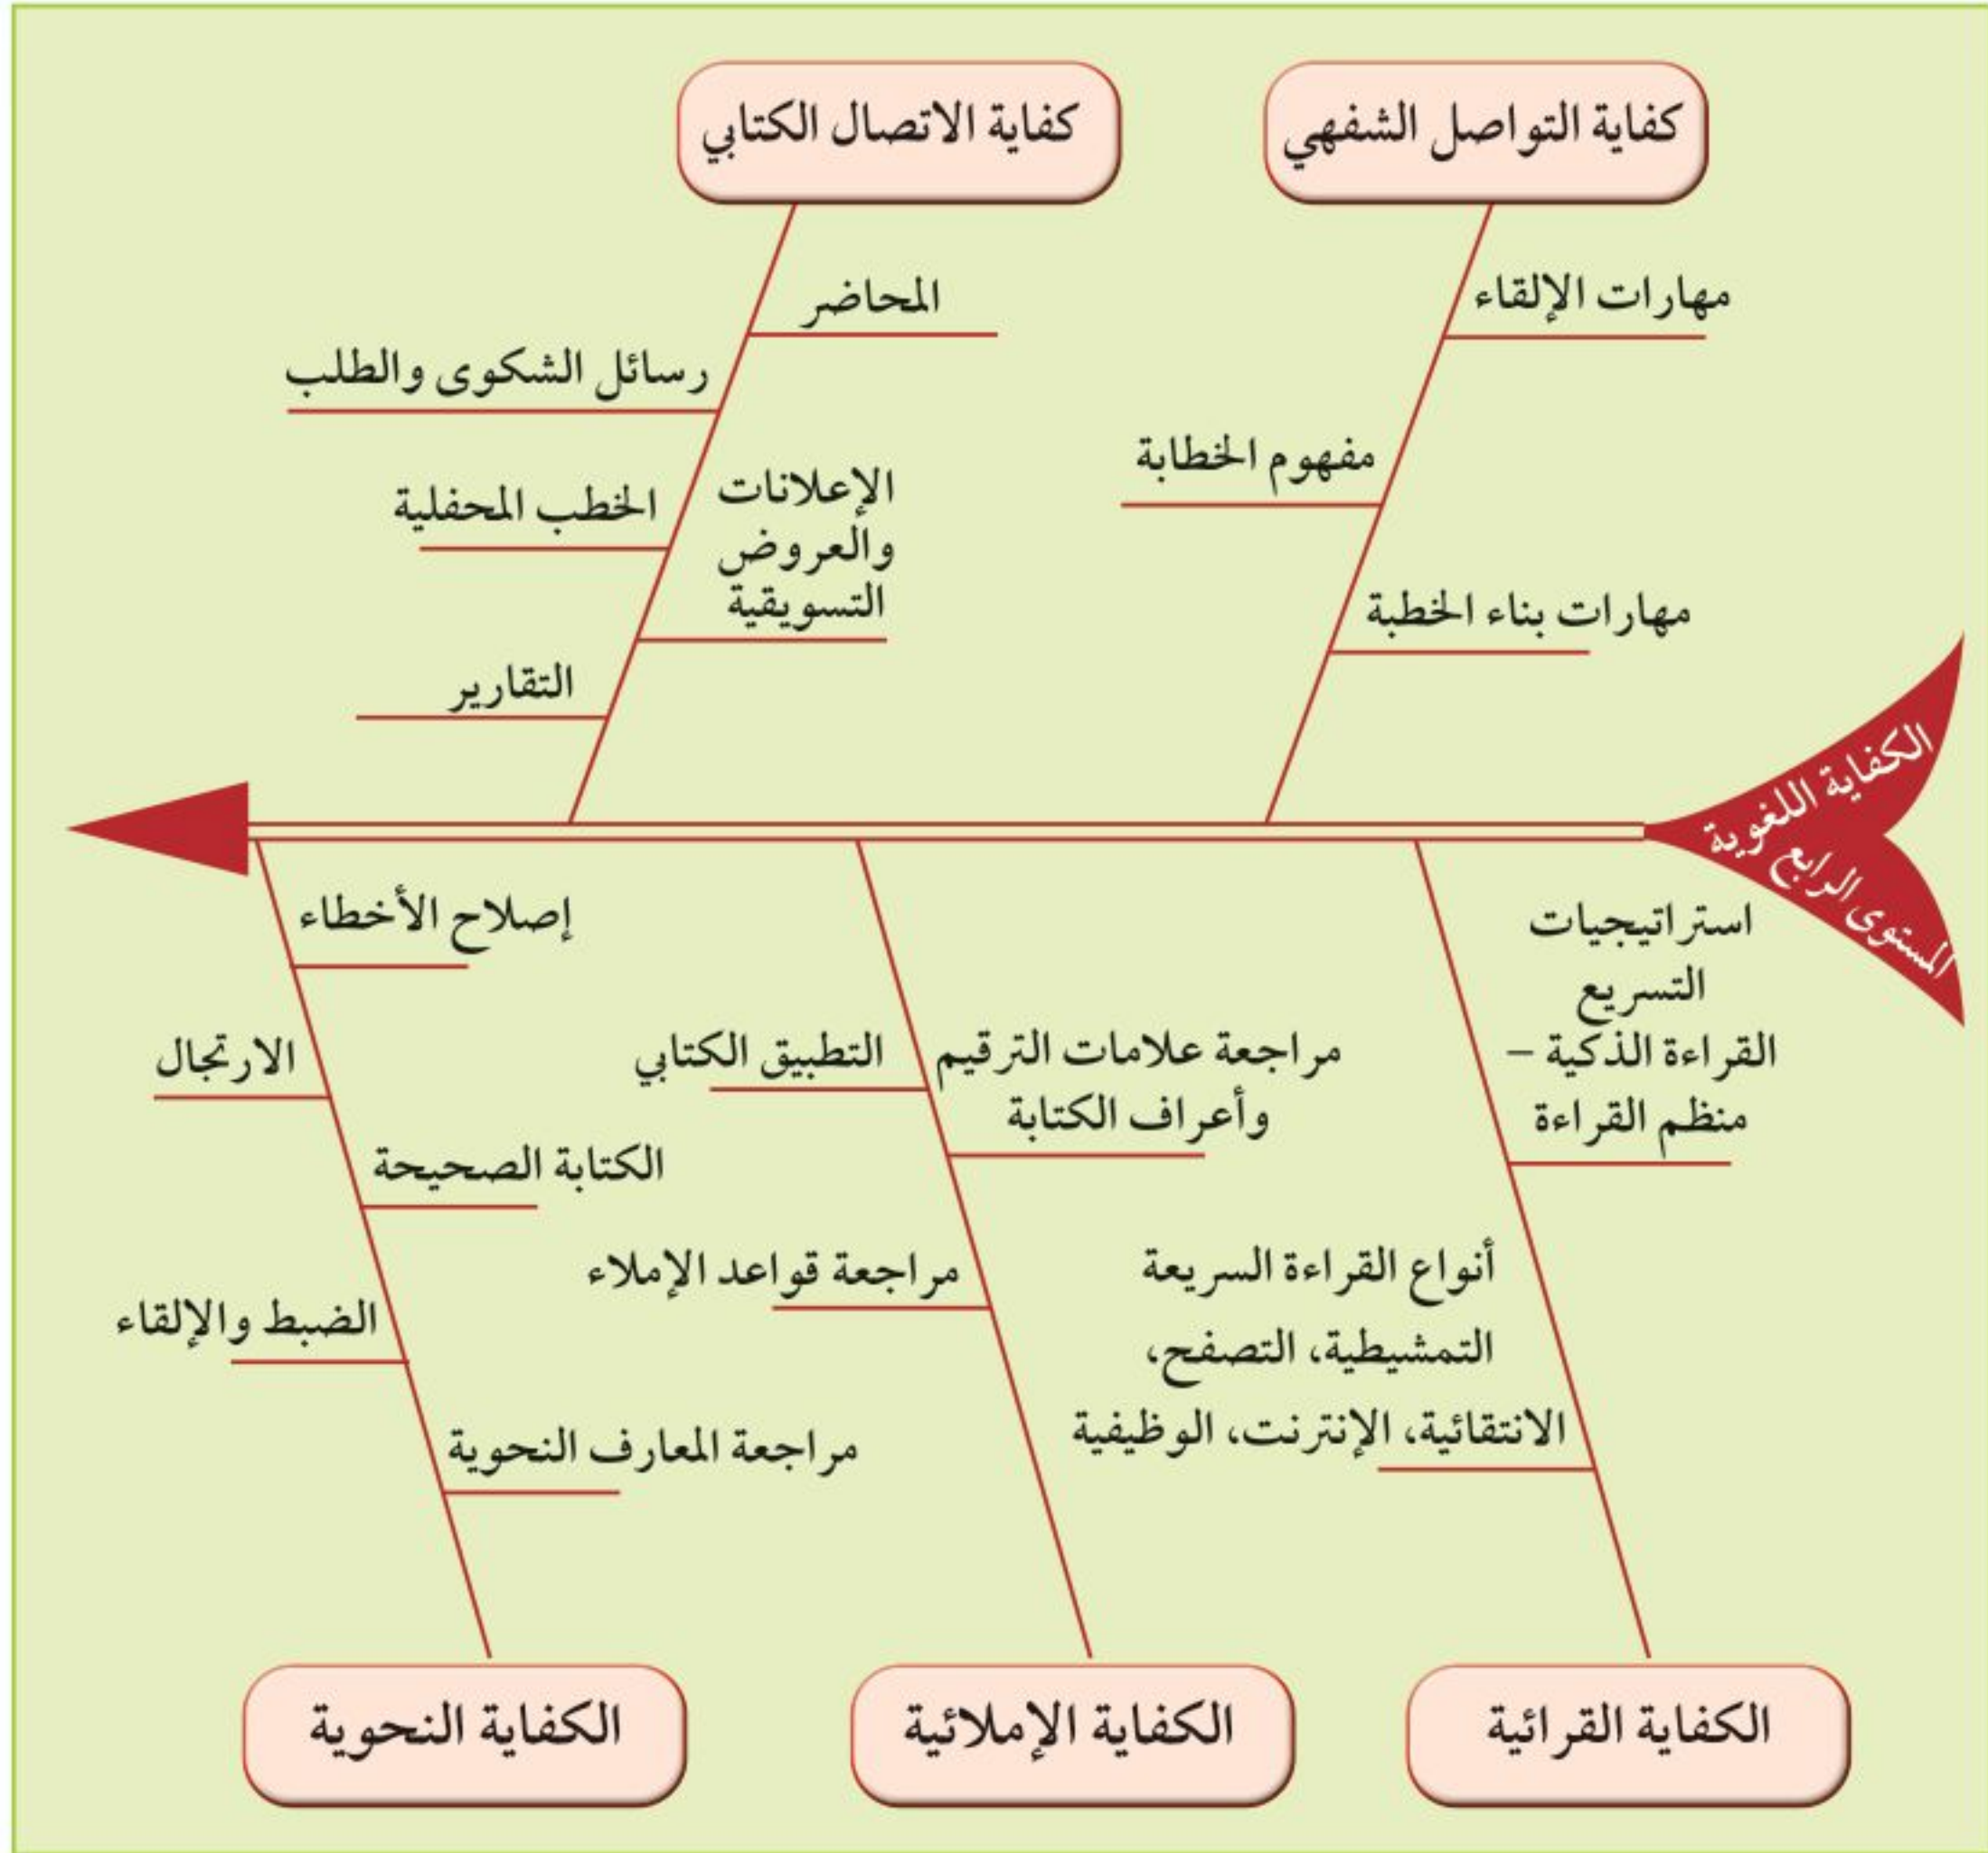 كفاية التواصل الشفهي
مهارات الإلقاء
مفهوم الخطابة
مهارات بناء الخطبة
كفاية الاتصال الكتابي
المحاضر
رسائل الشكوى والطلب
الخطب المحفلية
الإعلانات
والعروض
التسويقية
التقارير
الكفاية اللغوية
المستوى الرابع
استراتيجيات
التسريع
القراءة الذكية –
منظم القراءة
أنواع القراءة السريعة
التمشيطية، التصفح،
الانتقائية، الإنترنت، الوظيفية
الكفاية القرائية
مراجعة علامات الترقيم
وأعراف الكتابة
التطبيق الكتابي
مراجعة قواعد الإملاء
الكفاية الإملائية
إصلاح الأخطاء
الارتجال
الكتابة الصحيحة
الضبط والإلقاء
مراجعة المعارف النحوية
الكفاية النحوية